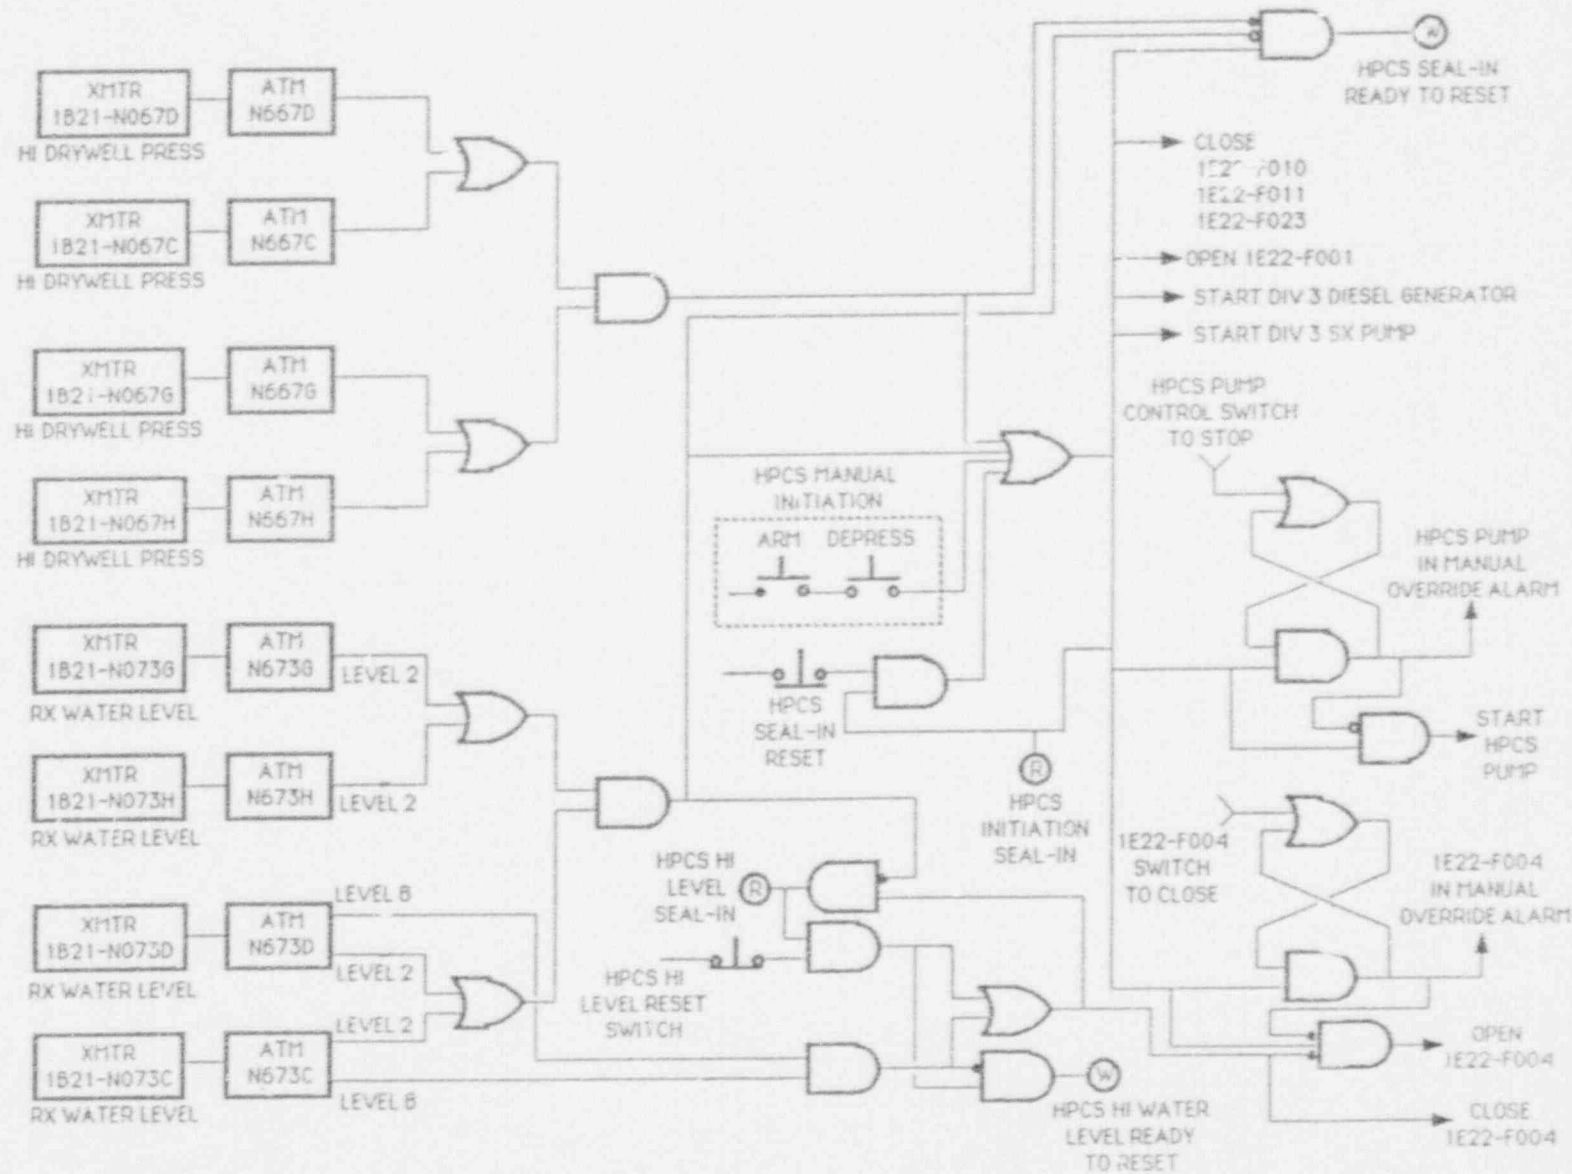 XMTR
1B21-N067D
HI DRYWELL PRESS
ATM
N667D
XMTR
1B21-N067C
HI DRYWELL PRESS
ATM
N667C
XMTR
1B21-N067G
HI DRYWELL PRESS
ATM
N667G
XMTR
1B21-N067H
HI DRYWELL PRESS
ATM
N667H
XMTR
1B21-N073G
RX WATER LEVEL
ATM
N673G
LEVEL 2
XMTR
1B21-N073H
RX WATER LEVEL
ATM
N673H
LEVEL 2
XMTR
1B21-N073D
RX WATER LEVEL
ATM
N673D
LEVEL 8
LEVEL 2
XMTR
1B21-N073C
RX WATER LEVEL
ATM
N673C
LEVEL 2
LEVEL 8
HPCS MANUAL
INITIATION
ARM
DEPRESS
HPCS
SEAL-IN
RESET
R
HPCS
INITIATION
SEAL-IN
HPCS HI
LEVEL
SEAL-IN
R
HPCS HI
LEVEL RESET
SWITCH
W
HPCS HI WATER
LEVEL READY
TO RESET
W
HPCS SEAL-IN
READY TO RESET
CLOSE
1E22-F011
1E22-F023
OPEN 1E22-F001
START DIV 3 DIESEL GENERATOR
START DIV 3 SX PUMP
HPCS PUMP
CONTROL SWITCH
TO STOP
HPCS PUMP
IN MANUAL
OVERRIDE ALARM
START
HPCS
PUMP
1E22-F004
SWITCH
TO CLOSE
1E22-F004
IN MANUAL
OVERRIDE ALARM
OPEN
1E22-F004
CLOSE
1E22-F004